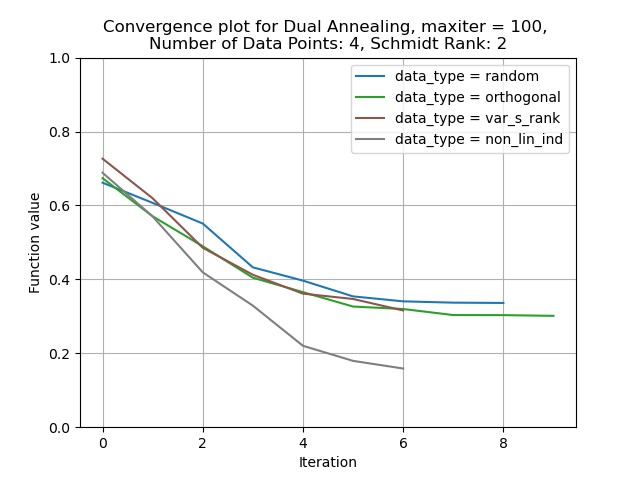 Convergence plot for Dual Annealing, maxiter = 100,
Number of Data Points: 4, Schmidt Rank: 2
1.0
0.8
0.6
0.4
0.2
0.0
Function value
data_type = random
data_type = orthogonal
data_type = var_s_rank
data_type = non_lin_ind
0 2 4 6 8
Iteration